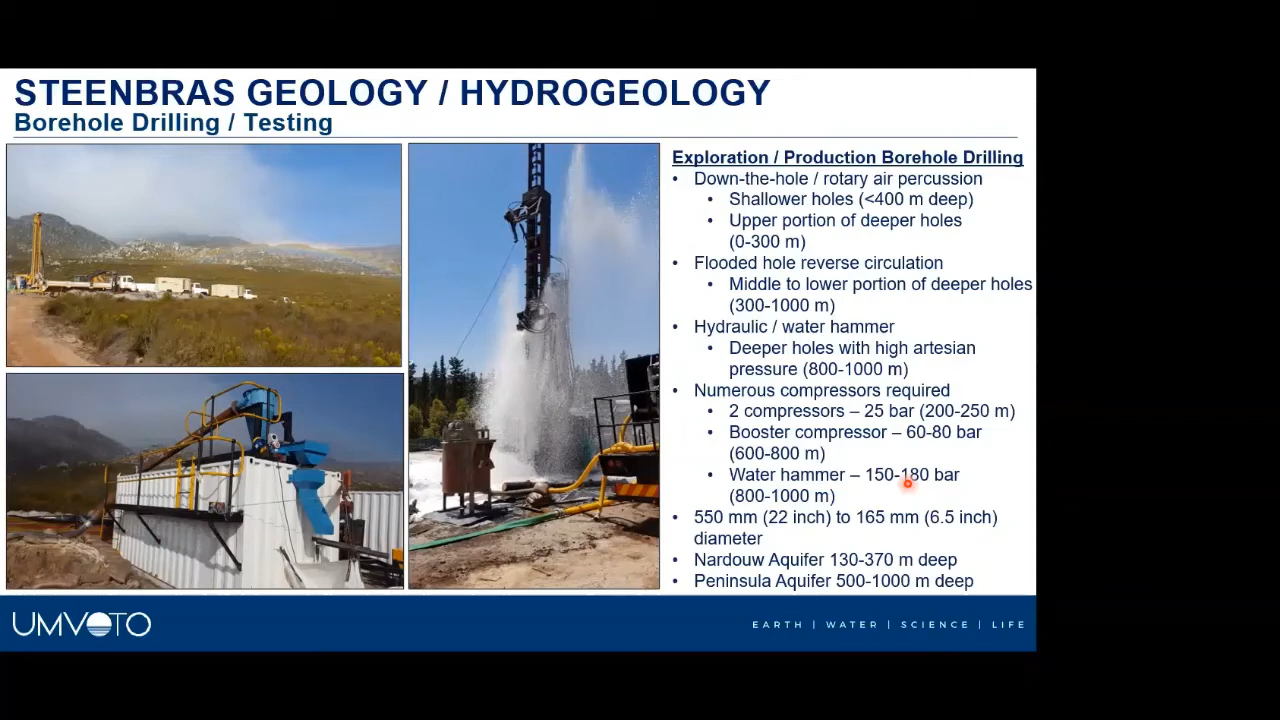 STEENBRAS GEOLOGY / HYDROGEOLOGY
Borehole Drilling / Testing
Exploration / Production Borehole Drilling
• Down-the-hole / rotary air percussion
• Shallower holes (<400 m deep)
• Upper portion of deeper holes
(0-300 m)
• Flooded hole reverse circulation
• Middle to lower portion of deeper holes
(300-1000 m)
• Hydraulic / water hammer
• Deeper holes with high artesian
pressure (800-1000 m)
• Numerous compressors required
• 2 compressors – 25 bar (200-250 m)
• Booster compressor – 60-80 bar
(600-800 m)
• Water hammer – 150-180 bar
(800-1000 m)
• 550 mm (22 inch) to 165 mm (6.5 inch)
diameter
• Nardouw Aquifer 130-370 m deep
• Peninsula Aquifer 500-1000 m deep
UMVOTO
EARTH | WATER | SCIENCE | LIFE